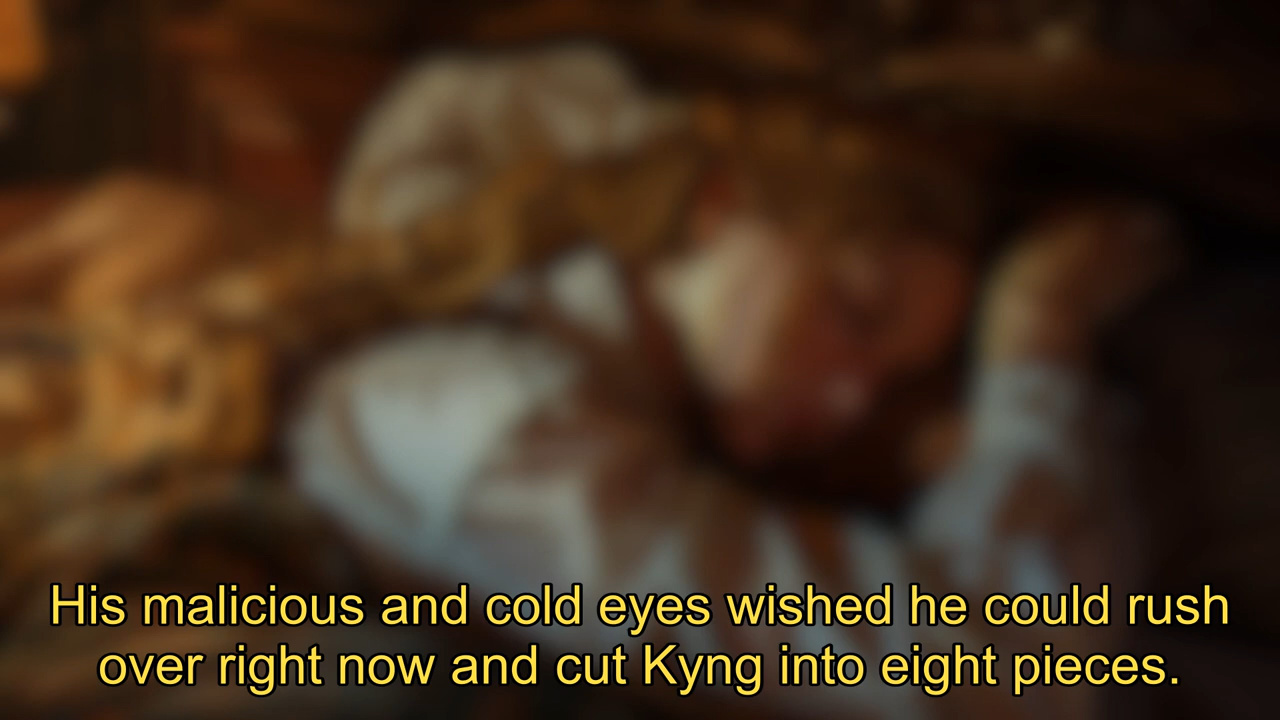 His malicious and cold eyes wished he could rush
over right now and cut Kyng into eight pieces.